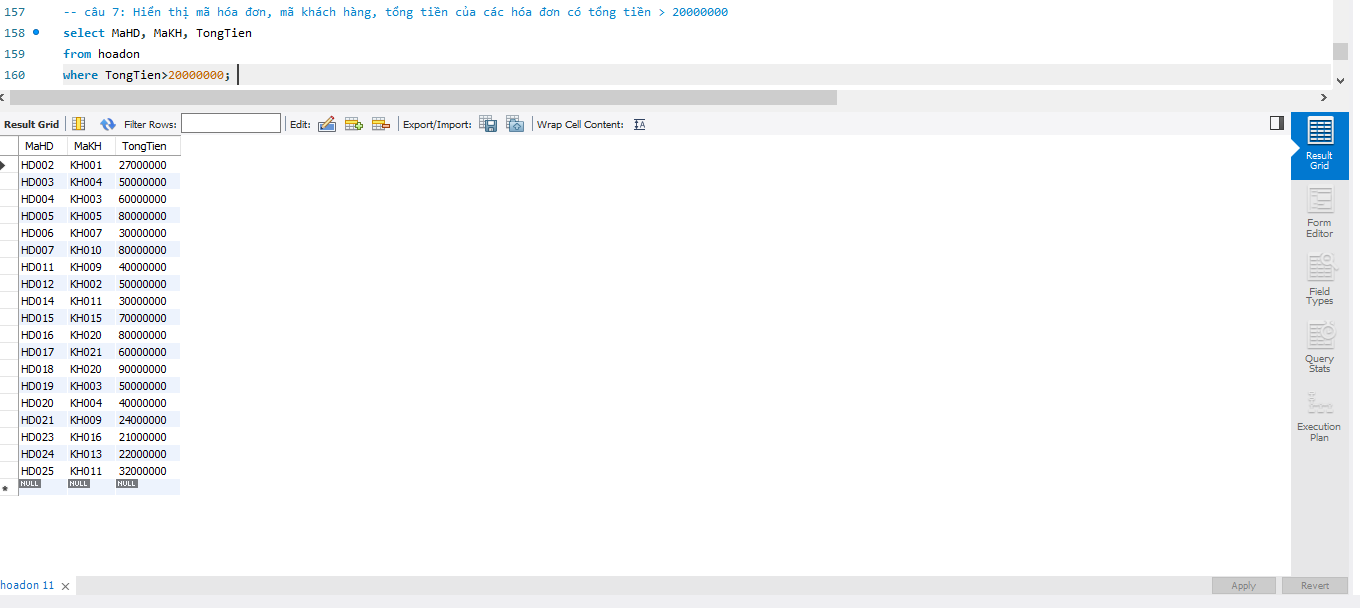 157 -- câu 7: Hiển thị mã hóa đơn, mã khách hàng, tổng tiền của các hóa đơn có tổng tiền > 20000000
158 select MaHD, MaKH, TongTien
159 from hoadon
160 where TongTien>20000000;
Result Grid Filter Rows: Edit: Export/Import: Wrap Cell Content: IA
MaHD MaKH TongTien
HD002 KH001 27000000
HD003 KH004 50000000
HD004 KH003 60000000
HD005 KH005 80000000
HD006 KH007 30000000
HD007 KH010 80000000
HD011 KH009 40000000
HD012 KH002 50000000
HD014 KH011 30000000
HD015 KH015 70000000
HD016 KH020 80000000
HD017 KH021 60000000
HD018 KH020 90000000
HD019 KH003 50000000
HD020 KH004 40000000
HD021 KH009 24000000
HD023 KH016 21000000
HD024 KH013 22000000
HD025 KH011 32000000
NULL NULL NULL
Result
Grid
Form
Editor
Field
Types
Query
Stats
Execution
Plan
hoadon 11
Apply Revert